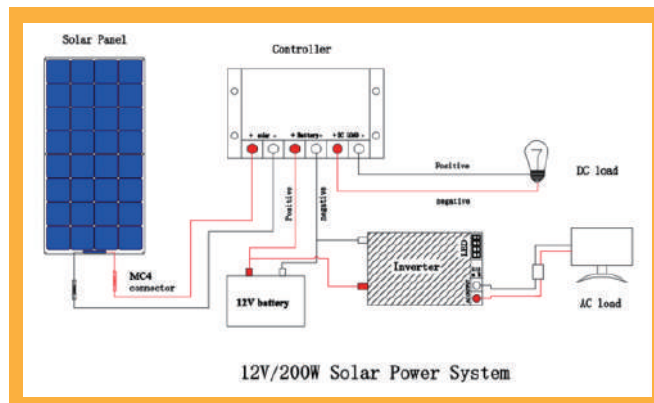 Solar Panel
Controller
+ solar - + Battery- + DC LOAD -
Positive
negative
DC load
Positive
negative
MC4
connector
12V battery
Inverter
LED
AC load
12V/200W Solar Power System